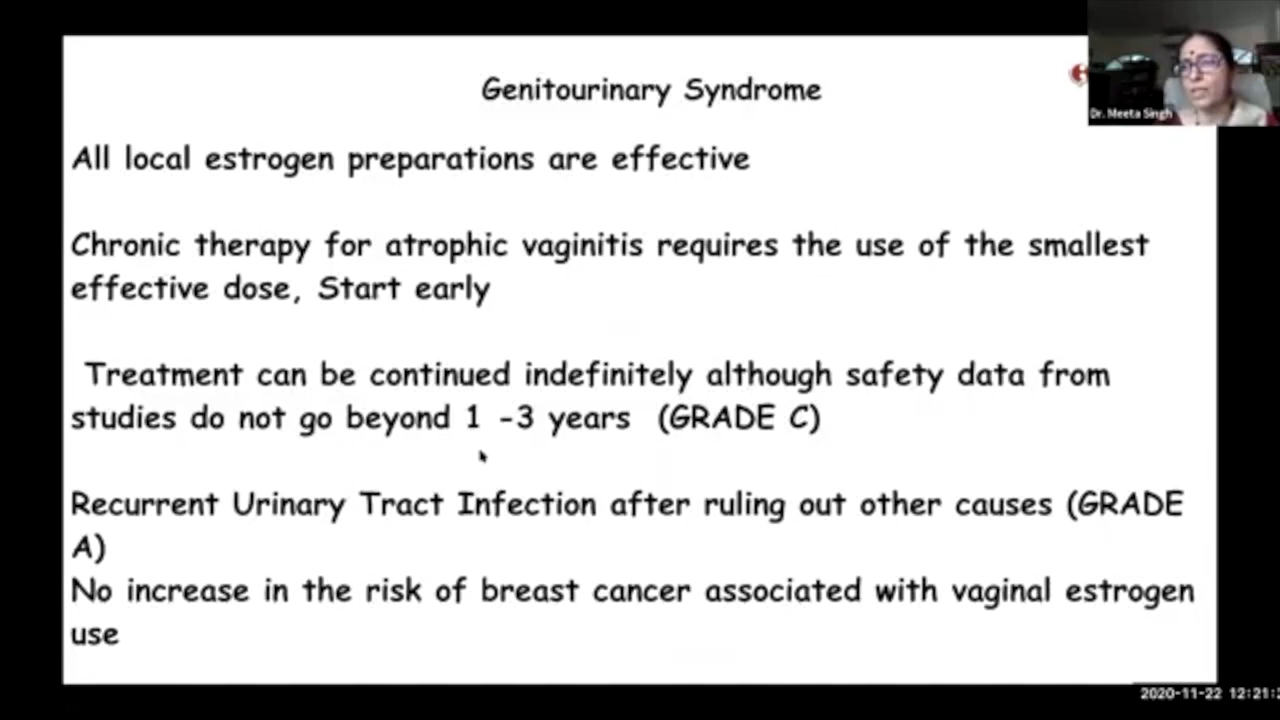 Genitourinary Syndrome
Dr. Meeta Singh
All local estrogen preparations are effective
Chronic therapy for atrophic vaginitis requires the use of the smallest
effective dose, Start early
Treatment can be continued indefinitely although safety data from
studies do not go beyond 1 -3 years (GRADE C)
Recurrent Urinary Tract Infection after ruling out other causes (GRADE
A)
No increase in the risk of breast cancer associated with vaginal estrogen
use
2020-11-22 12:21:2